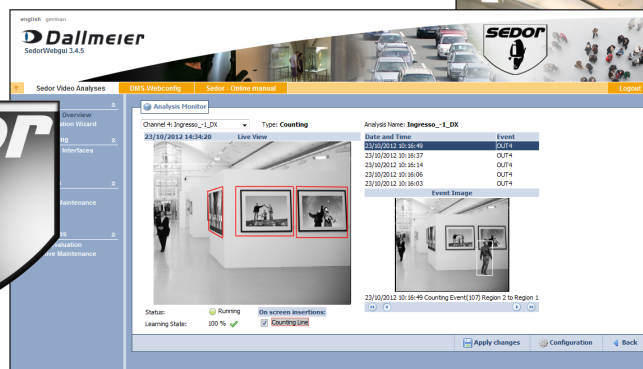 english german
Dallmeier
SedorWebgui 3.4.5
SEDOR
Sedor Video Analyses DMS-Webconfig Sedor - Online manual Logout
Analysis Monitor
Overview
Wizard
Interfaces
Maintenance
Maintenance
Channel 4: Ingresso_-1_DX Type: Counting Analysis Name: Ingresso_-1_DX
23/10/2012 14:34:20 Live View Date and Time Event
23/10/2012 10:16:49 OUT4
23/10/2012 10:16:37 OUT4
23/10/2012 10:16:14 OUT4
23/10/2012 10:16:06 OUT4
23/10/2012 10:16:03 OUT4
Event Image
23/10/2012 10:16:49 Counting Event(107) Region 2 to Region 1
Status: Running On screen insertions:
Learning State: 100 % Counting Line
Apply changes Configuration Back